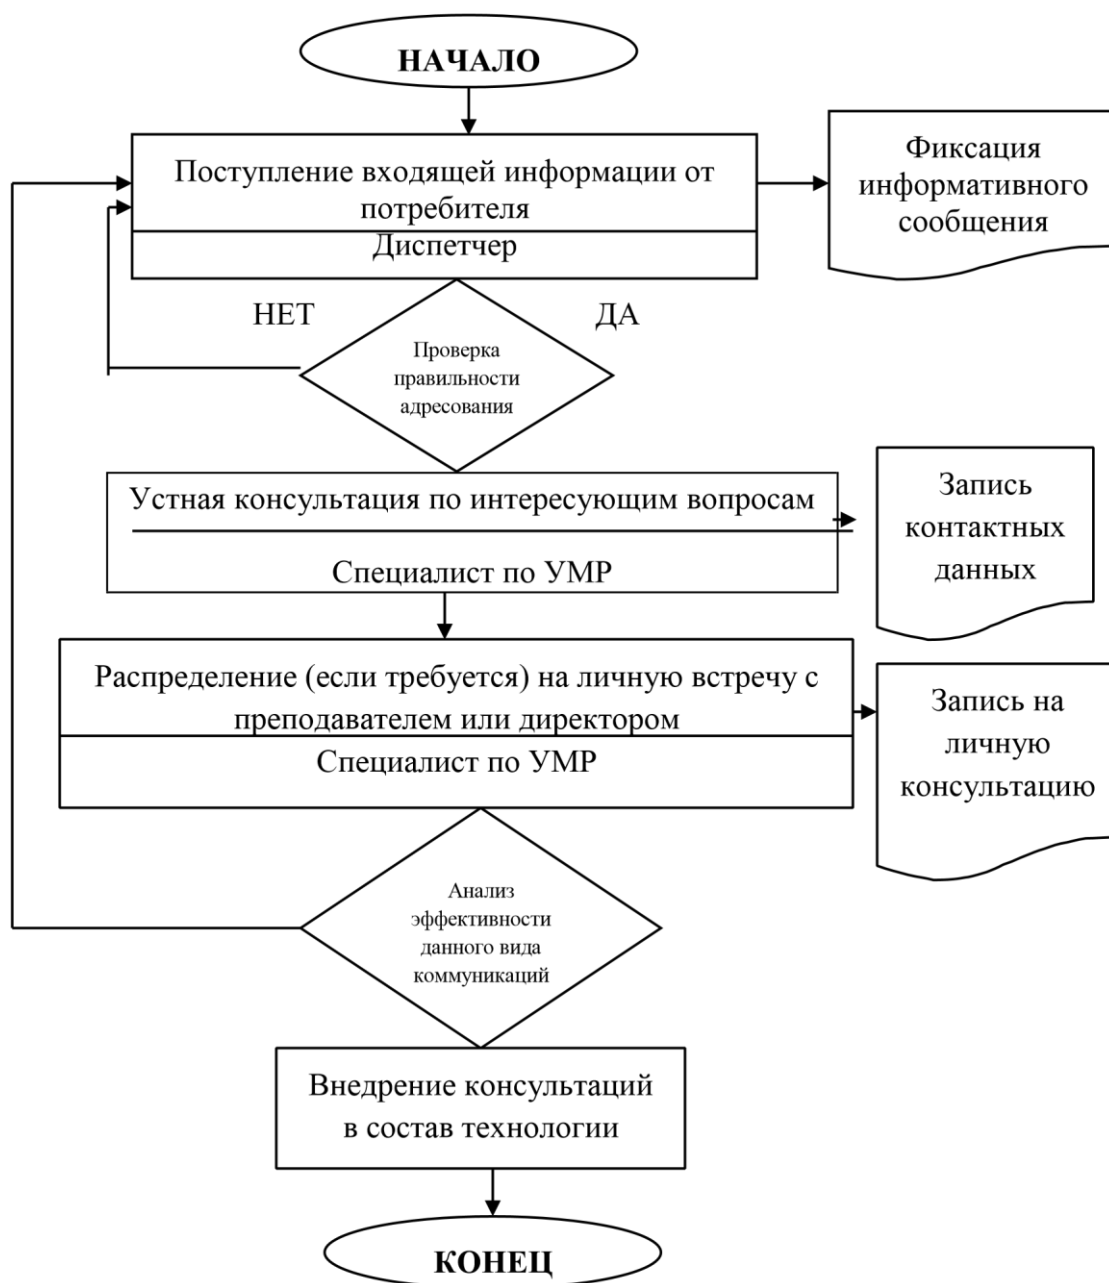 НАЧАЛО
Поступление входящей информации от
потребителя
Диспетчер
Фиксация
информативного
сообщения
НЕТ
ДА
Проверка
правильности
адресования
Устная консультация по интересующим вопросам
Специалист по УМР
Запись
контактных
данных
Распределение (если требуется) на личную встречу с
преподавателем или директором
Специалист по УМР
Запись на
личную
консультацию
Анализ
эффективности
данного вида
коммуникаций
Внедрение консультаций
в состав технологии
КОНЕЦ